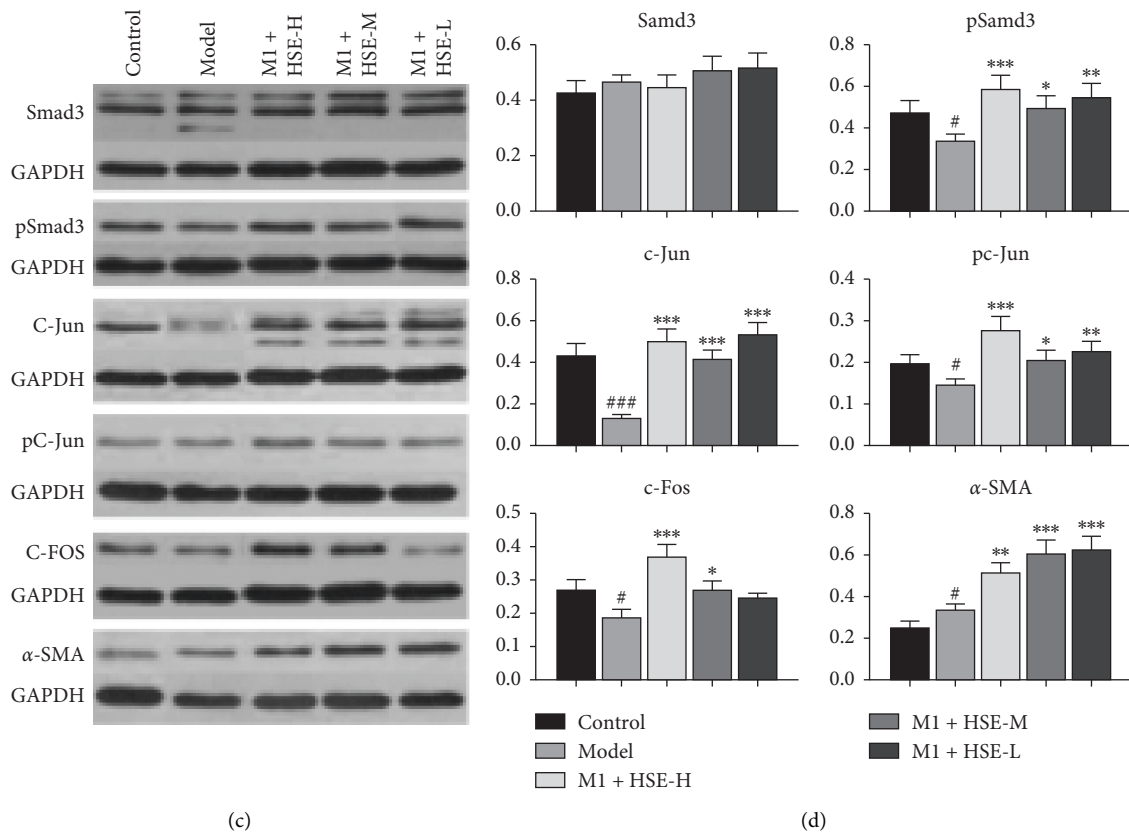 Control
Model
M1 +
HSE-H
M1 +
HSE-M
M1 +
HSE-L
Smad3
GAPDH
pSmad3
GAPDH
C-Jun
GAPDH
pC-Jun
GAPDH
C-FOS
GAPDH
α-SMA
GAPDH
(c)
Samd3
0.6
0.4
0.2
0.0
pSamd3
0.8
0.6
0.4
0.2
0.0
#
***
*
**
c-Jun
0.8
0.6
0.4
0.2
0.0
###
***
***
***
pc-Jun
0.4
0.3
0.2
0.1
0.0
#
***
*
**
c-Fos
0.5
0.4
0.3
0.2
0.1
0.0
#
***
*
α-SMA
0.8
0.6
0.4
0.2
0.0
#
**
***
***
Control
Model
M1 + HSE-H
M1 + HSE-M
M1 + HSE-L
(d)